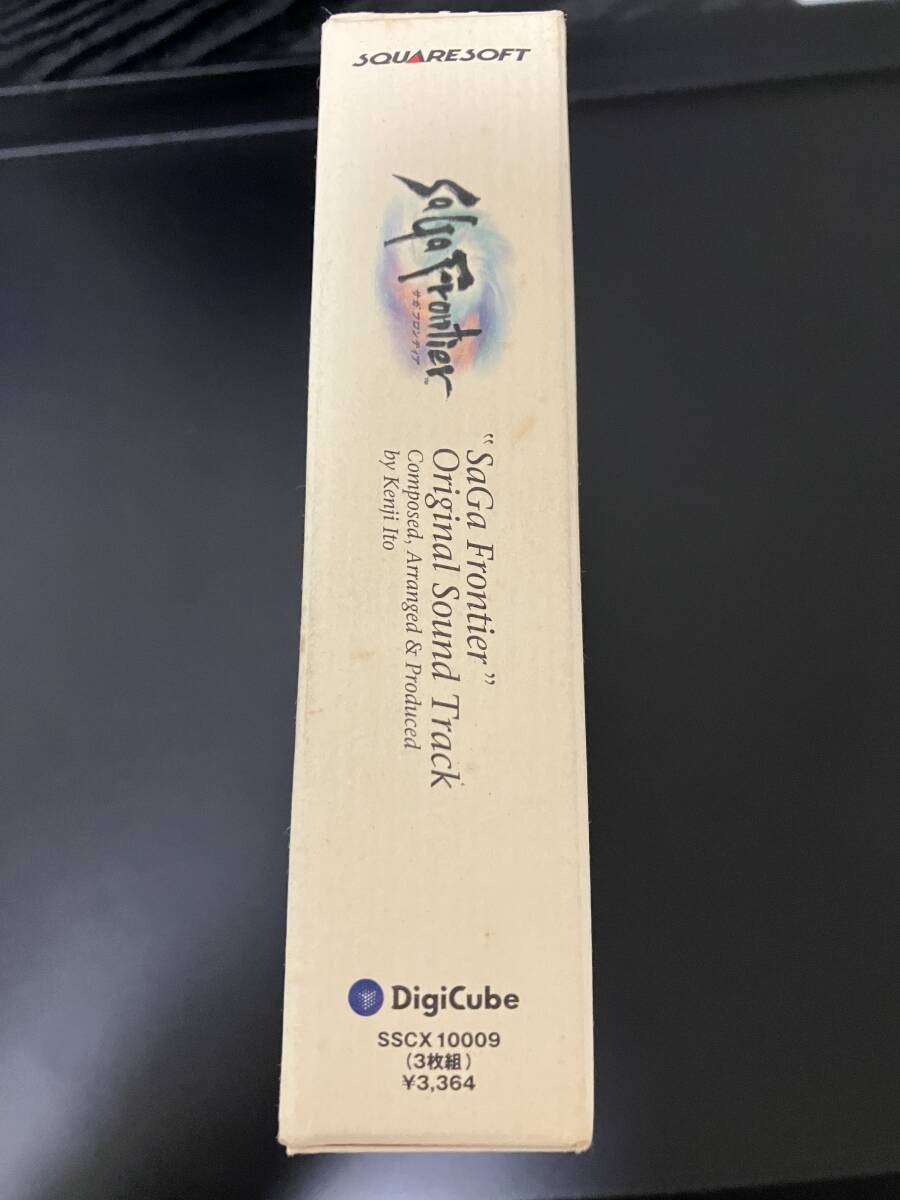 SQUARESOFT
SaGa Frontier™
サガ フロンティア
"SaGa Frontier"
Original Sound Track
Composed, Arranged & Produced
by Kenji Ito
DigiCube
SSCX 10009
(3枚組)
¥3,364